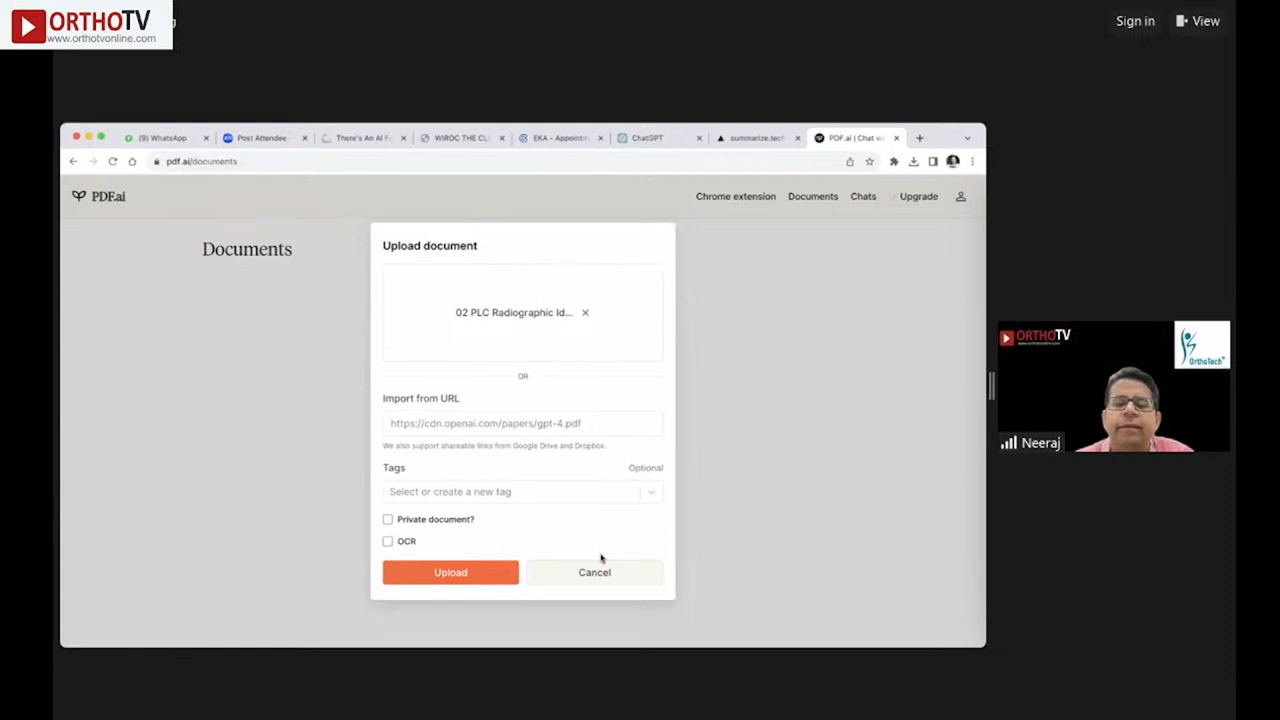 ORTHOTV
www.orthotvonline.com
Sign in
View
(9) WhatsApp
Post Attendee
There's An AI F
WIROC THE CL
EKA - Appoint
ChatGPT
summarize.tech
PDF.ai | Chat
pdf.ai/documents
PDF.ai
Chrome extension
Documents
Chats
Upgrade
Documents
Upload document
02 PLC Radiographic Id...
OR
Import from URL
https://cdn.openai.com/papers/gpt-4.pdf
We also support shareable links from Google Drive and Dropbox.
Tags
Optional
Select or create a new tag
Private document?
OCR
Upload
Cancel
ORTHOTV
OrthoTech
Neeraj